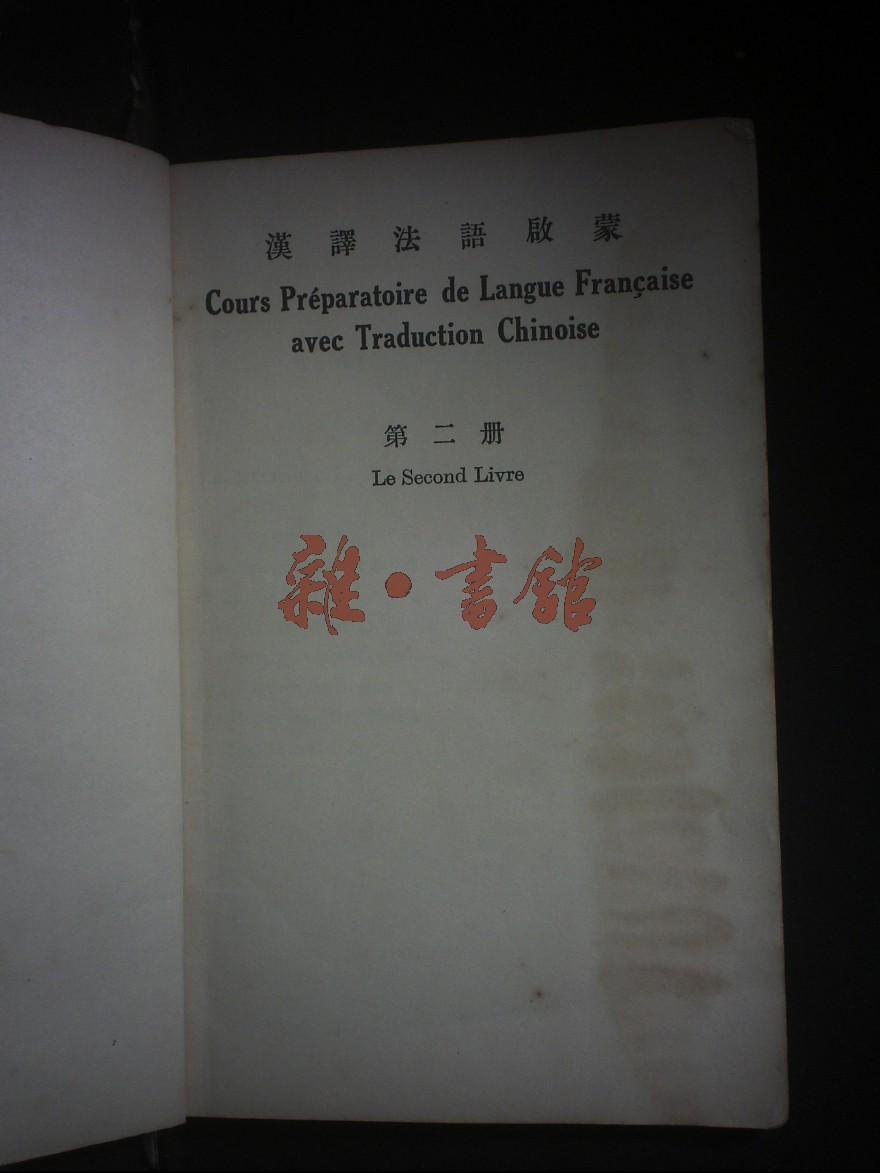 漢譯法語啟蒙
Cours Préparatoire de Langue Française
avec Traduction Chinoise
第二册
Le Second Livre
雜·書館